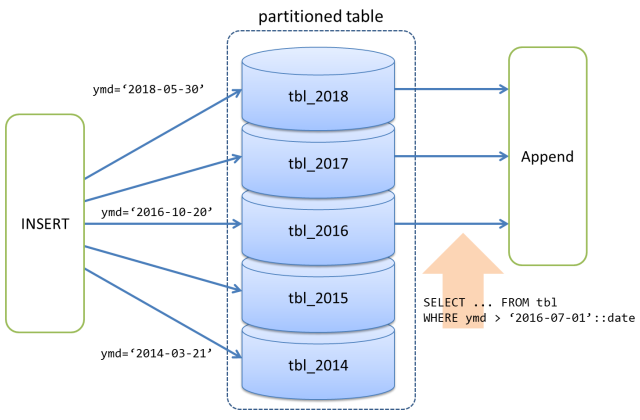 partitioned table
ymd=‘2018-05-30’
tbl_2018
tbl_2017
Append
ymd=‘2016-10-20’
INSERT
tbl_2016
tbl_2015
SELECT ... FROM tbl
WHERE ymd > ‘2016-07-01’::date
ymd=‘2014-03-21’
tbl_2014